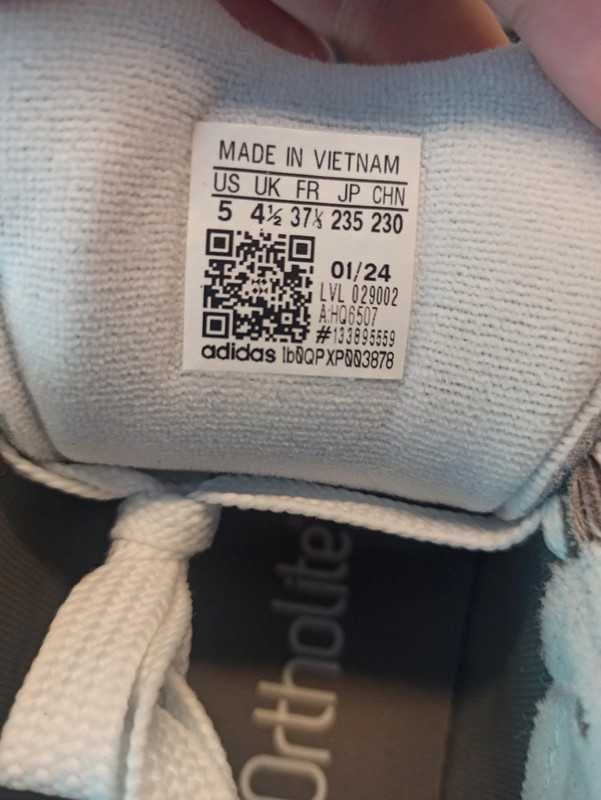 MADE IN VIETNAM
US UK FR JP CHN
5 4½ 37⅓ 235 230
01/24
LVL 029002
A:HQ6507
#133895559
adidas 1b0QPXP003878
Ortholite